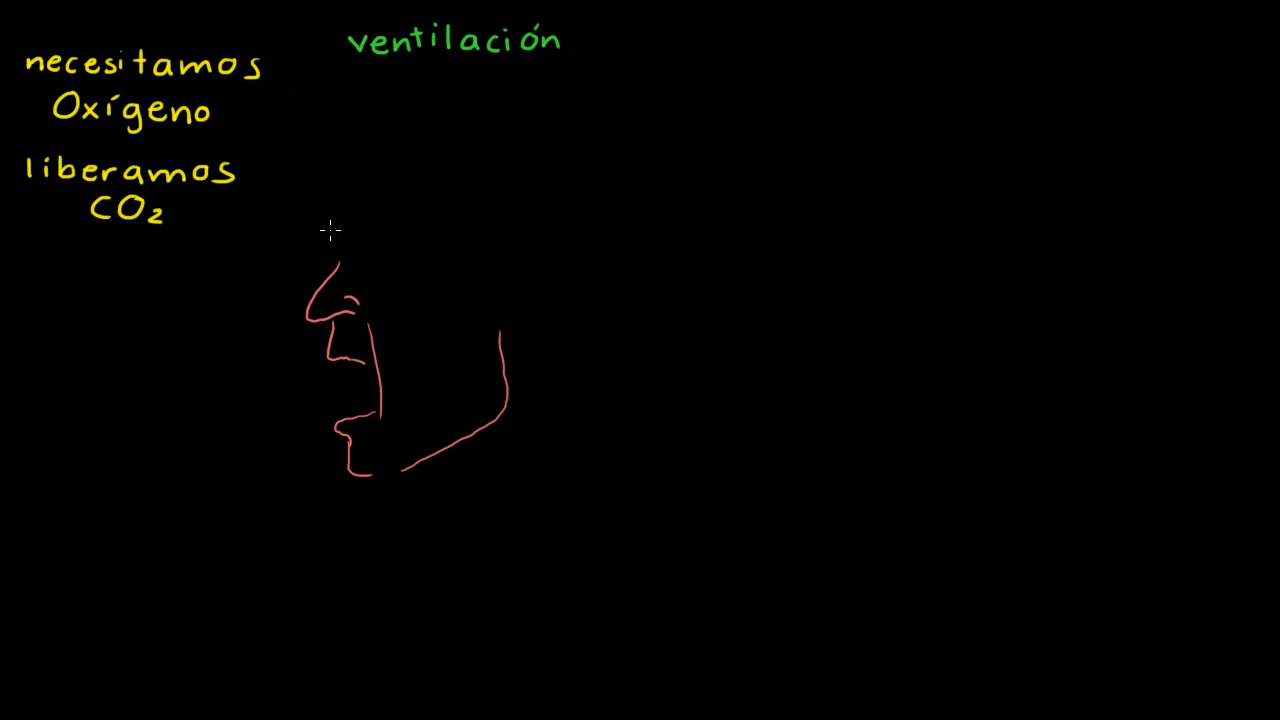 ventilación
necesitamos
Oxígeno
liberamos
CO₂